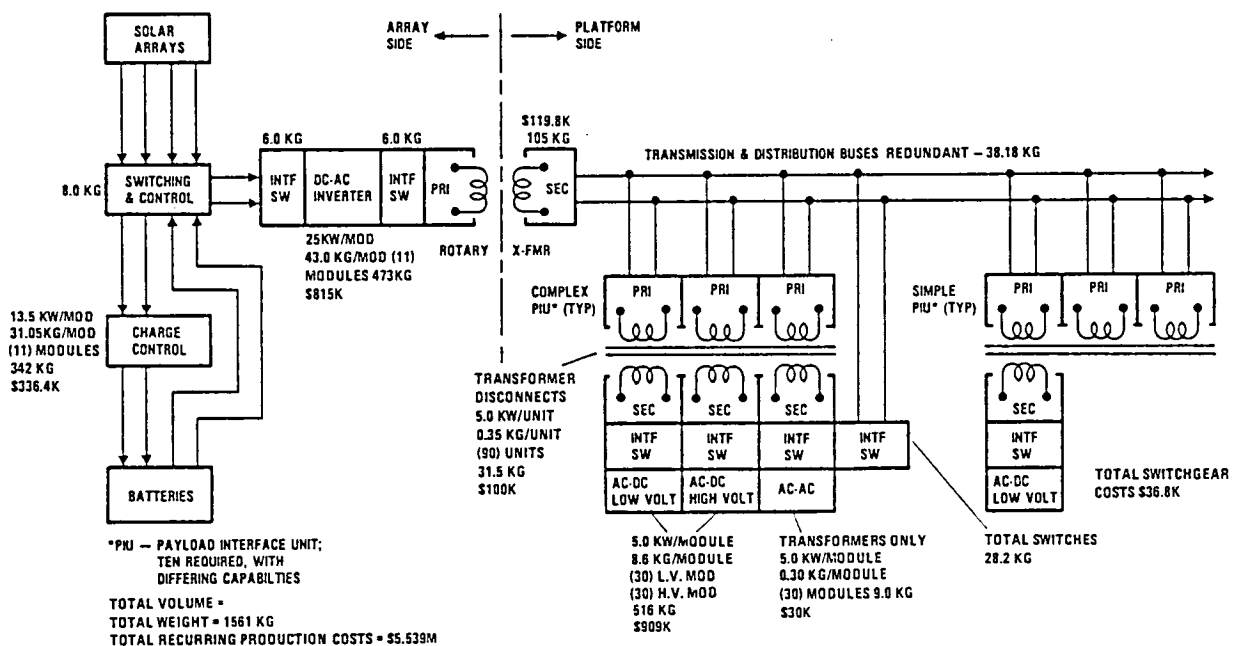 SOLAR
ARRAYS
ARRAY
SIDE
PLATFORM
SIDE
6.0 KG
6.0 KG
$119.8K
105 KG
TRANSMISSION & DISTRIBUTION BUSES REDUNDANT – 38.18 KG
8.0 KG
SWITCHING
& CONTROL
INTF
SW
DC-AC
INVERTER
INTF
SW
PRI
SEC
25KW/MOD
43.0 KG/MOD (11)
MODULES 473KG
$815K
ROTARY
X-FMR
COMPLEX
PIU* (TYP)
PRI
PRI
PRI
SIMPLE
PIU* (TYP)
PRI
PRI
PRI
13.5 KW/MOD
31.05KG/MOD
(11) MODULES
342 KG
$336.4K
CHARGE
CONTROL
TRANSFORMER
DISCONNECTS
5.0 KW/UNIT
0.35 KG/UNIT
(90) UNITS
31.5 KG
$100K
SEC
SEC
SEC
SEC
INTF
SW
INTF
SW
INTF
SW
INTF
SW
INTF
SW
BATTERIES
AC-DC
LOW VOLT
AC-DC
HIGH VOLT
AC-AC
AC-DC
LOW VOLT
TOTAL SWITCHGEAR
COSTS $36.8K
*PIU — PAYLOAD INTERFACE UNIT;
TEN REQUIRED, WITH
DIFFERING CAPABILTIES
5.0 KW/MODULE
8.6 KG/MODULE
(30) L.V. MOD
(30) H.V. MOD
516 KG
$909K
TRANSFORMERS ONLY
5.0 KW/MODULE
0.30 KG/MODULE
(30) MODULES 9.0 KG
$30K
TOTAL SWITCHES
28.2 KG
TOTAL VOLUME =
TOTAL WEIGHT = 1561 KG
TOTAL RECURRING PRODUCTION COSTS = $5.539M